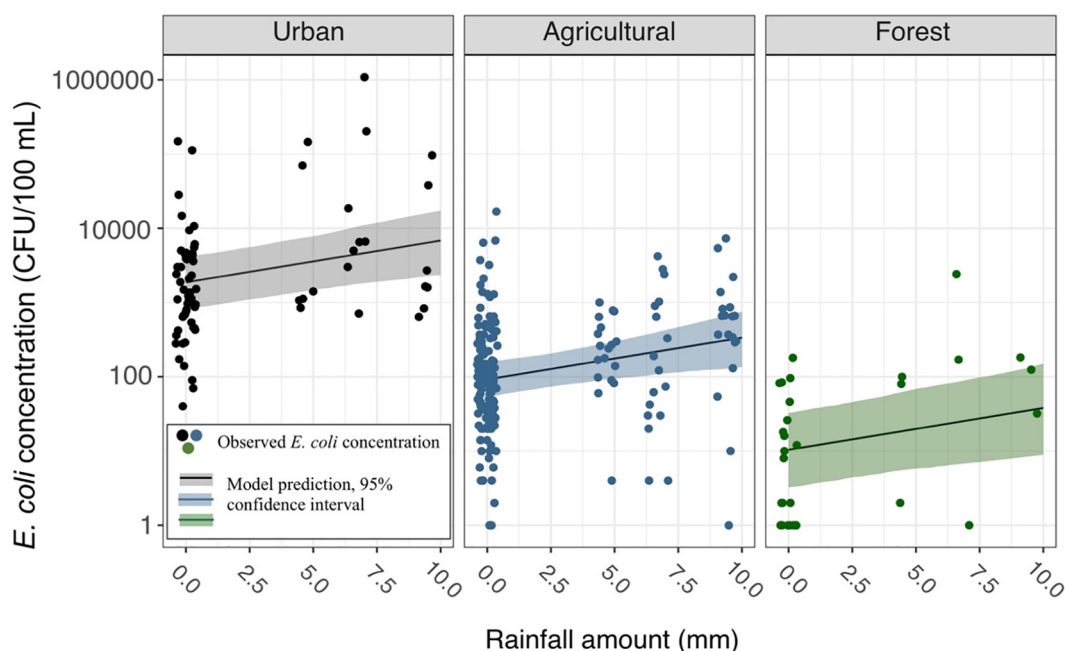 Urban Agricultural Forest
E. coli concentration (CFU/100 mL)
1000000
10000
100
1
Observed E. coli concentration
Model prediction, 95%
confidence interval
0.0 2.5 5.0 7.5 10.0 0.0 2.5 5.0 7.5 10.0 0.0 2.5 5.0 7.5 10.0
Rainfall amount (mm)